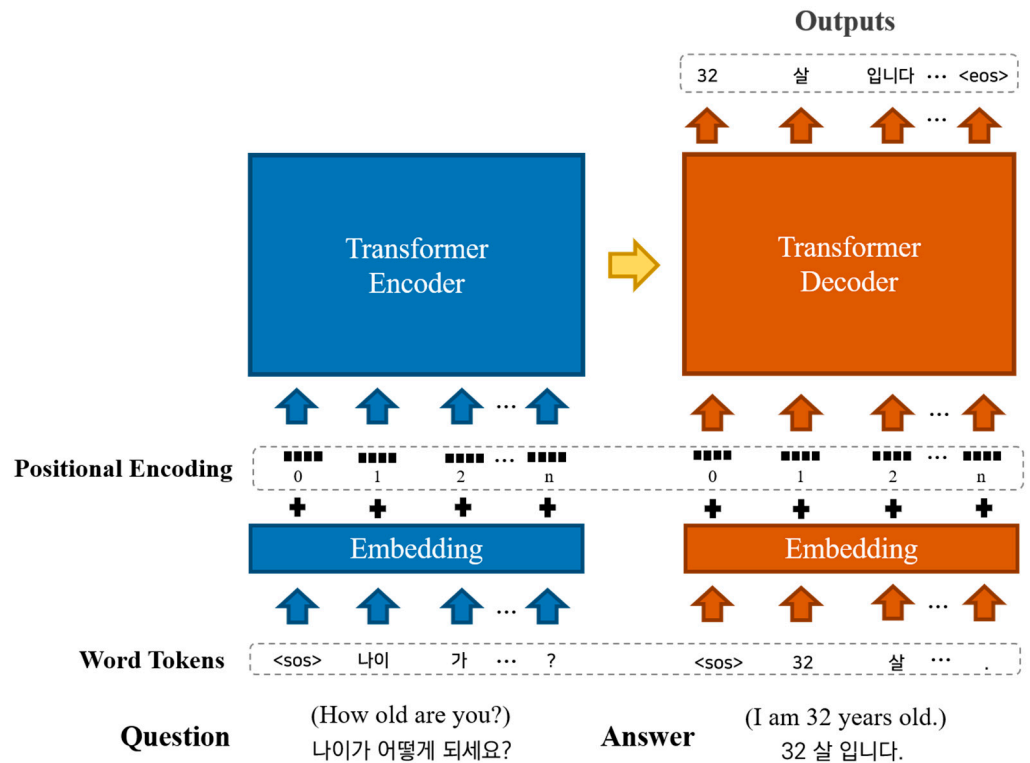 Outputs
32 살 입니다 ... <eos>
...
Transformer Encoder
Transformer Decoder
... ...
Positional Encoding
... ...
0 1 2 n 0 1 2 n
+ + + + + + + +
Embedding Embedding
... ...
Word Tokens <sos> 나이 가 ... ? <sos> 32 살 ... .
(How old are you?) (I am 32 years old.)
Question 나이가 어떻게 되세요? Answer 32 살 입니다.